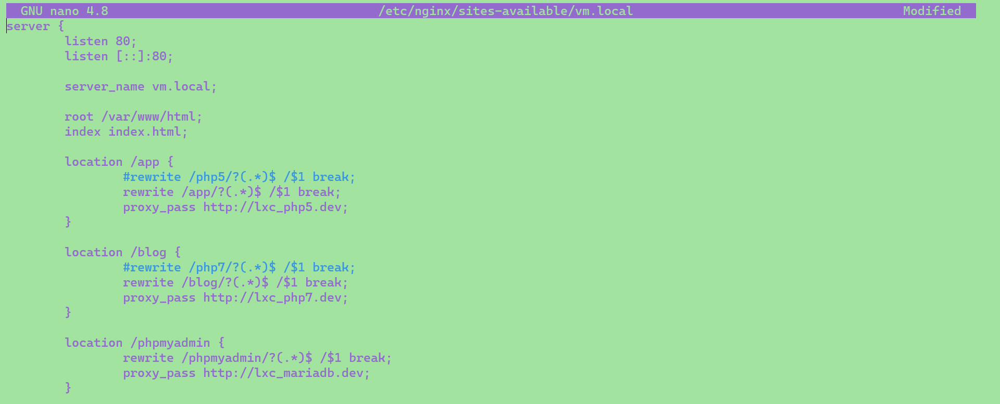 GNU nano 4.8 /etc/nginx/sites-available/vm.local Modified
server {
listen 80;
listen [::]:80;
server_name vm.local;
root /var/www/html;
index index.html;
location /app {
#rewrite /php5/?(.*)$ /$1 break;
rewrite /app/?(.*)$ /$1 break;
proxy_pass http://lxc_php5.dev;
}
location /blog {
#rewrite /php7/?(.*)$ /$1 break;
rewrite /blog/?(.*)$ /$1 break;
proxy_pass http://lxc_php7.dev;
}
location /phpmyadmin {
rewrite /phpmyadmin/?(.*)$ /$1 break;
proxy_pass http://lxc_mariadb.dev;
}